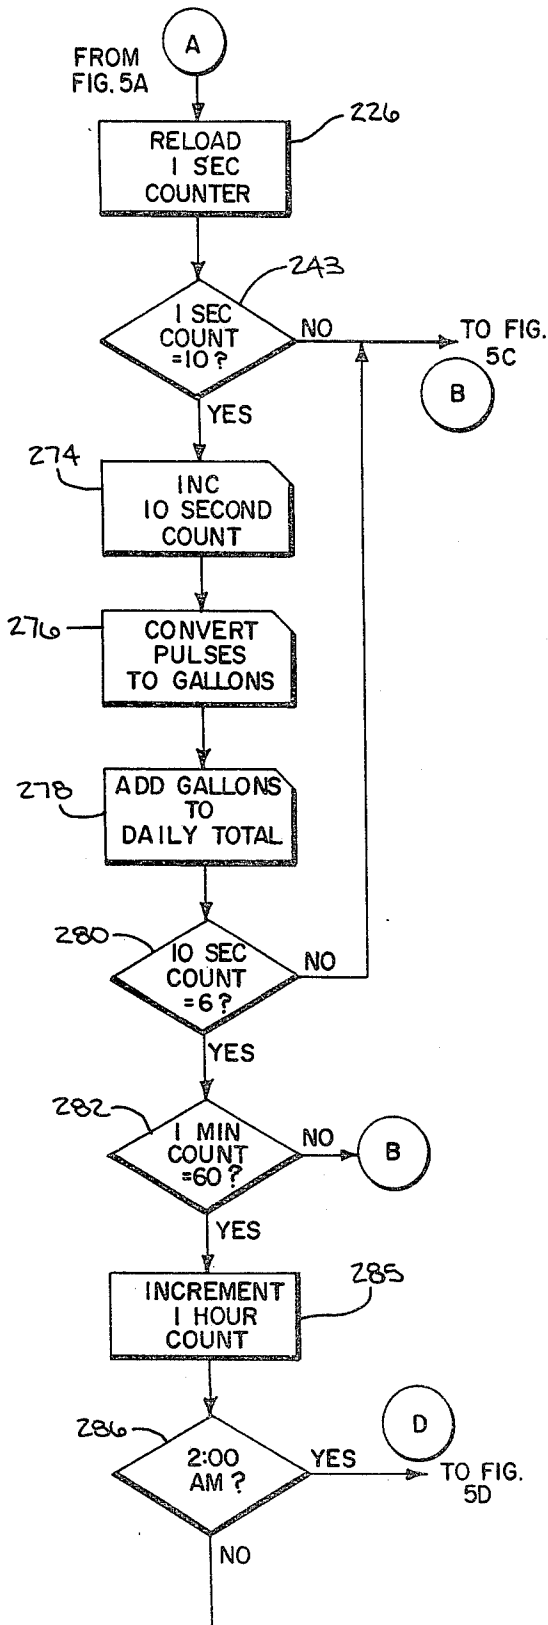 A
FROM
FIG. 5A
226
RELOAD
1 SEC
COUNTER
243
1 SEC
COUNT
=10?
NO
TO FIG.
5C
B
YES
274
INC
10 SECOND
COUNT
276
CONVERT
PULSES
TO GALLONS
278
ADD GALLONS
TO
DAILY TOTAL
280
10 SEC
COUNT
=6?
NO
YES
282
1 MIN
COUNT
=60?
NO
B
YES
285
INCREMENT
1 HOUR
COUNT
286
2:00
AM?
D
YES
TO FIG.
5D
NO